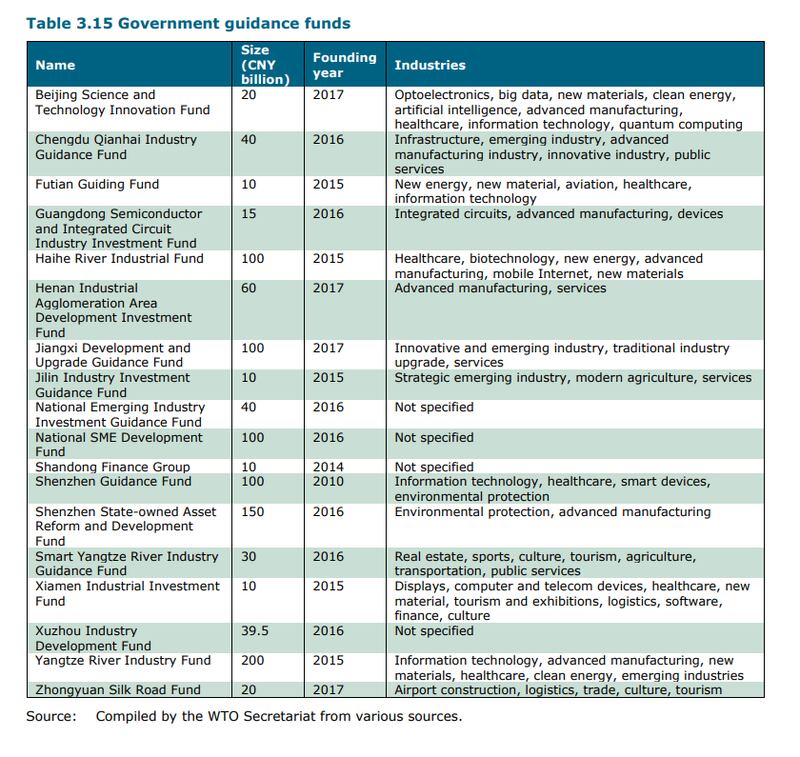 Table 3.15 Government guidance funds
Name
Size
(CNY
billion)
Founding
year
Industries
Beijing Science and
Technology Innovation Fund
20
2017
Optoelectronics, big data, new materials, clean energy,
artificial intelligence, advanced manufacturing,
healthcare, information technology, quantum computing
Chengdu Qianhai Industry
Guidance Fund
40
2016
Infrastructure, emerging industry, advanced
manufacturing industry, innovative industry, public
services
Futian Guiding Fund
10
2015
New energy, new material, aviation, healthcare,
information technology
Guangdong Semiconductor
and Integrated Circuit
Industry Investment Fund
15
2016
Integrated circuits, advanced manufacturing, devices
Haihe River Industrial Fund
100
2015
Healthcare, biotechnology, new energy, advanced
manufacturing, mobile Internet, new materials
Henan Industrial
Agglomeration Area
Development Investment
Fund
60
2017
Advanced manufacturing, services
Jiangxi Development and
Upgrade Guidance Fund
100
2017
Innovative and emerging industry, traditional industry
upgrade, services
Jilin Industry Investment
Guidance Fund
10
2015
Strategic emerging industry, modern agriculture, services
National Emerging Industry
Investment Guidance Fund
40
2016
Not specified
National SME Development
Fund
100
2016
Not specified
Shandong Finance Group
10
2014
Not specified
Shenzhen Guidance Fund
100
2010
Information technology, healthcare, smart devices,
environmental protection
Shenzhen State-owned Asset
Reform and Development
Fund
150
2016
Environmental protection, advanced manufacturing
Smart Yangtze River Industry
Guidance Fund
30
2016
Real estate, sports, culture, tourism, agriculture,
transportation, public services
Xiamen Industrial Investment
Fund
10
2015
Displays, computer and telecom devices, healthcare, new
material, tourism and exhibitions, logistics, software,
finance, culture
Xuzhou Industry
Development Fund
39.5
2016
Not specified
Yangtze River Industry Fund
200
2015
Information technology, advanced manufacturing, new
materials, healthcare, clean energy, emerging industries
Zhongyuan Silk Road Fund
20
2017
Airport construction, logistics, trade, culture, tourism
Source: Compiled by the WTO Secretariat from various sources.